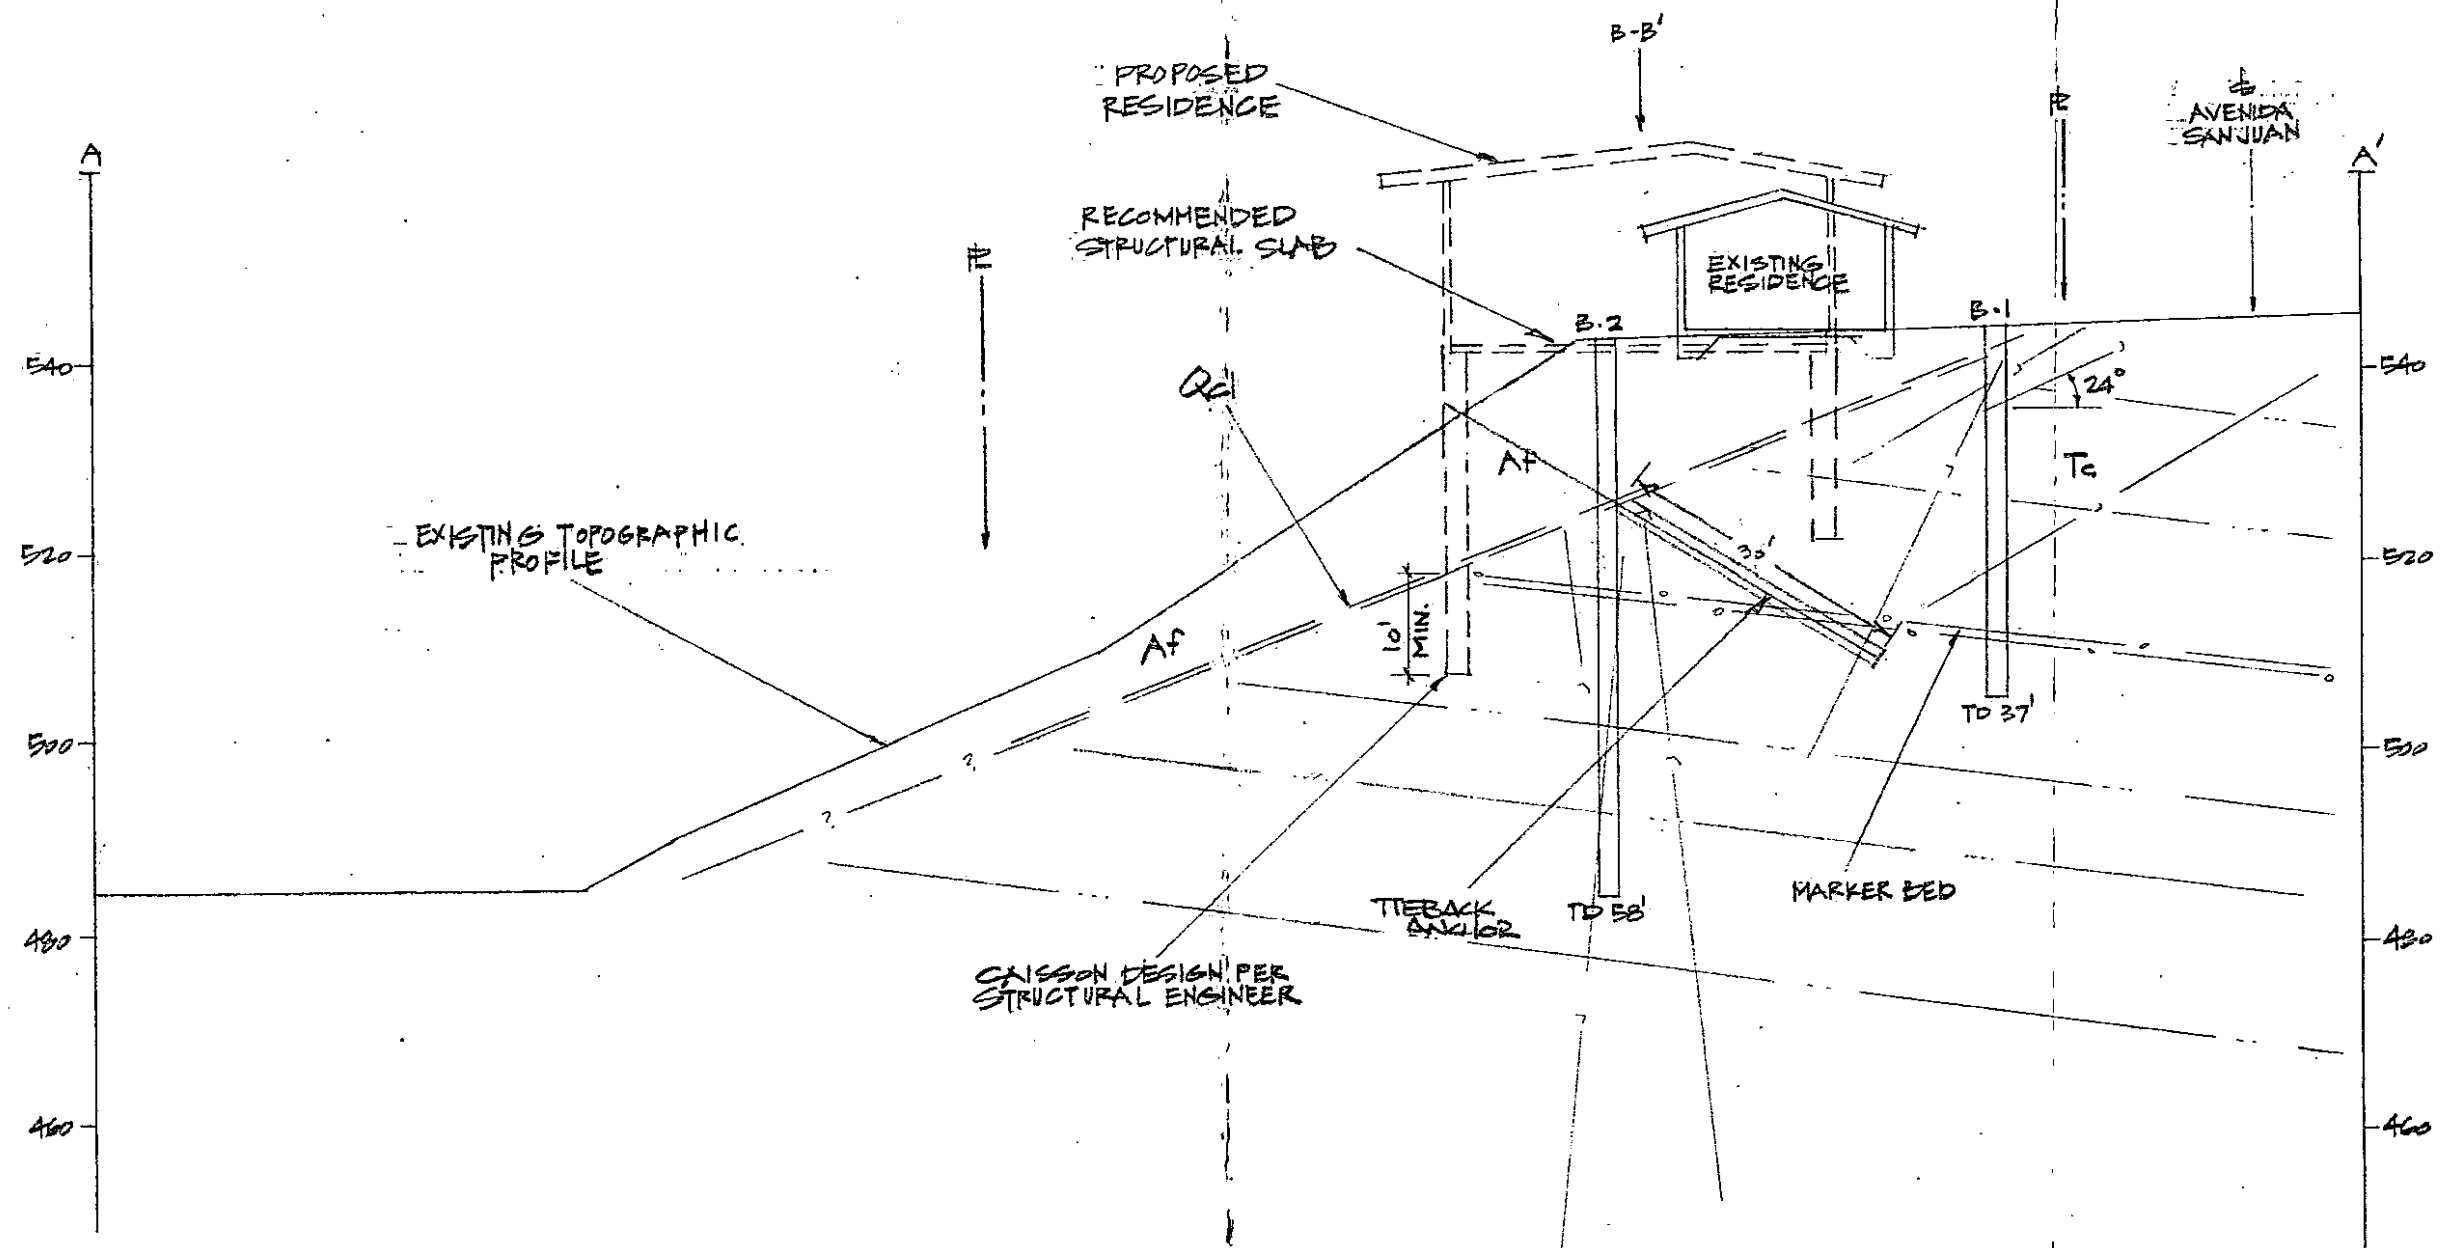 B-B'
PROPOSED
RESIDENCE
AVENIDA
SAN JUAN
A
A'
RECOMMENDED
STRUCTURAL SLAB
EXISTING
RESIDENCE
B-2
B-1
540
540
24°
Qcl
Af
Tc
EXISTING TOPOGRAPHIC
PROFILE
520
520
30'
10'
MIN.
Af
TD 37'
500
500
?
?
MARKER BED
TIEBACK
ANCHOR
TD 58'
480
480
CAISSON DESIGN PER
STRUCTURAL ENGINEER
460
460